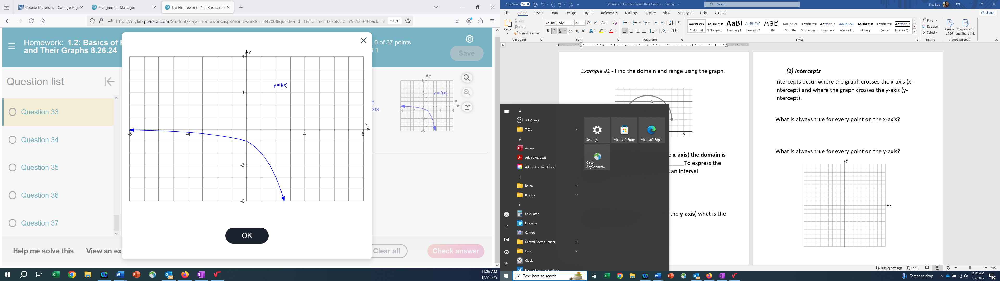 Course Materials - College Alge
Assignment Manager
Do Homework - 1.2: Basics of F
https://mylab.pearson.com/Student/PlayerHomework.aspx?homeworkId=-84700&questionId=1&flushed=false&cId=7961356&back=h
133%
Homework: 1.2: Basics of F
and Their Graphs 8.26.24
0 of 37 points
f 1
Save
Question list
Question 33
Question 34
Question 35
Question 36
Question 37
y
6
y = f(x)
3
x
-8
-4
4
8
-3
-6
OK
t
xis.
y
6
3
y = f(x)
x
-8
-4
4
8
-3
-6
Help me solve this
View an ex
Clear all
Check answer
11:06 AM
1/7/2025
AutoSave On
1.2 Basics of Functions and Their Graphs - Saving...
Search
Eliza Lee
File Home Insert Draw Design Layout References Mailings Review View MathType Help Acrobat
Share
Paste
Cut
Copy
Format Painter
Clipboard
Calibri (Body) 20
Font
Paragraph
AaBbCcDc ¶ Normal
AaBbCcDc ¶ No Spac...
AaBl Heading 1
AaBbCcE Heading 2
AaB Title
AaBbCcC Subtitle
AaBbCcDc Subtle Em...
AaBbCcDc Emphasis
AaBbCcDc Intense E...
AaBbCcDc Strong
AaBbCcDc Quote
AaBbCcDc Intense Q...
Styles
Find
Replace
Select
Editing
Create a PDF
Create a PDF and Share link
Adobe Acrobat
Example #1 - Find the domain and range using the graph.
5
5
e x-axis) the domain is
_____To express the
s an interval
the y-axis) what is the
(2) Intercepts
Intercepts occur where the graph crosses the x-axis (x-
intercept) and where the graph crosses the y-axis (y-
intercept).
What is always true for every point on the x-axis?
What is always true for every point on the y-axis?
y
x
#
3D Viewer
7-Zip
A
Access
Adobe Acrobat
Adobe Creative Cloud
B
Barco
Brother
C
Calculator
Calendar
Camera
Central Access Reader
Cisco
Clock
Colour Contrast Analyser
Settings
Microsoft Store
Microsoft Edge
Cisco
AnyConnect...
Display Settings
Focus
90%
Type here to search
Temps to drop
11:06 AM
1/7/2025
20